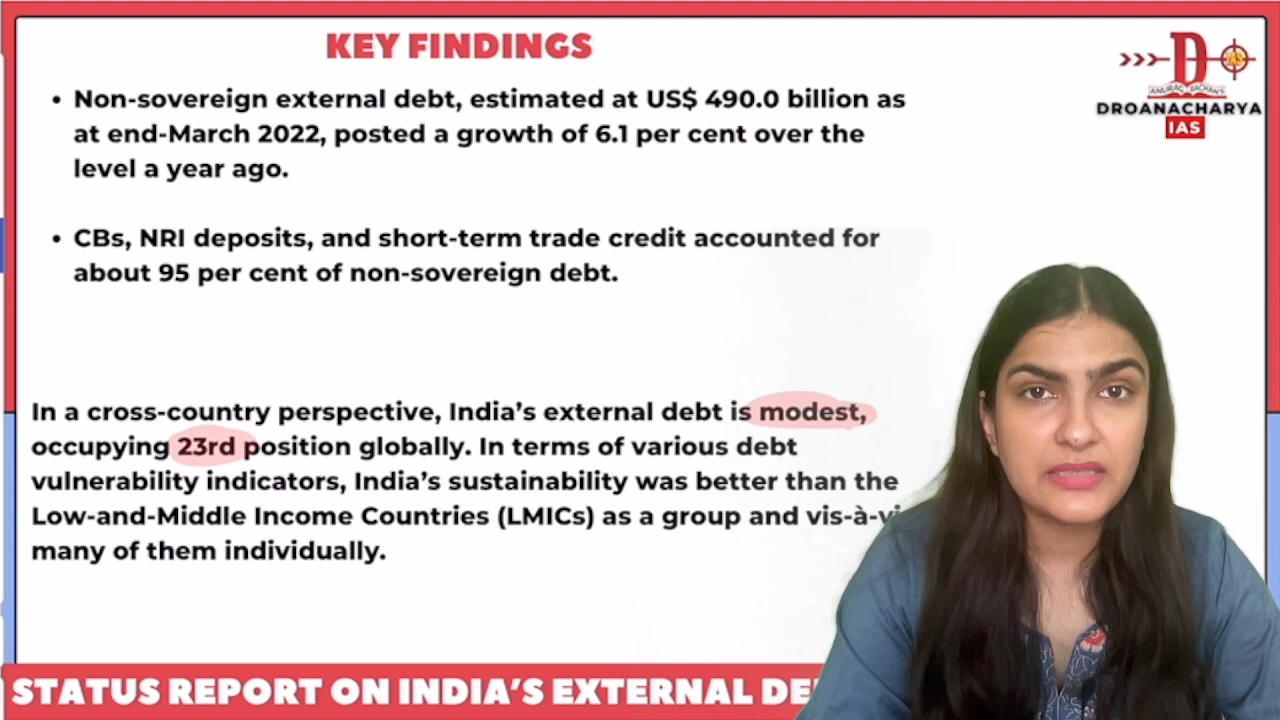 KEY FINDINGS
• Non-sovereign external debt, estimated at US$ 490.0 billion as
at end-March 2022, posted a growth of 6.1 per cent over the
level a year ago.
• CBs, NRI deposits, and short-term trade credit accounted for
about 95 per cent of non-sovereign debt.
In a cross-country perspective, India's external debt is modest,
occupying 23rd position globally. In terms of various debt
vulnerability indicators, India's sustainability was better than the
Low-and-Middle Income Countries (LMICs) as a group and
many of them individually.
STATUS REPORT ON INDIA'S EXTERNAL
D
IAS
ANURAG BACHAN'S
DROANACHARYA
IAS